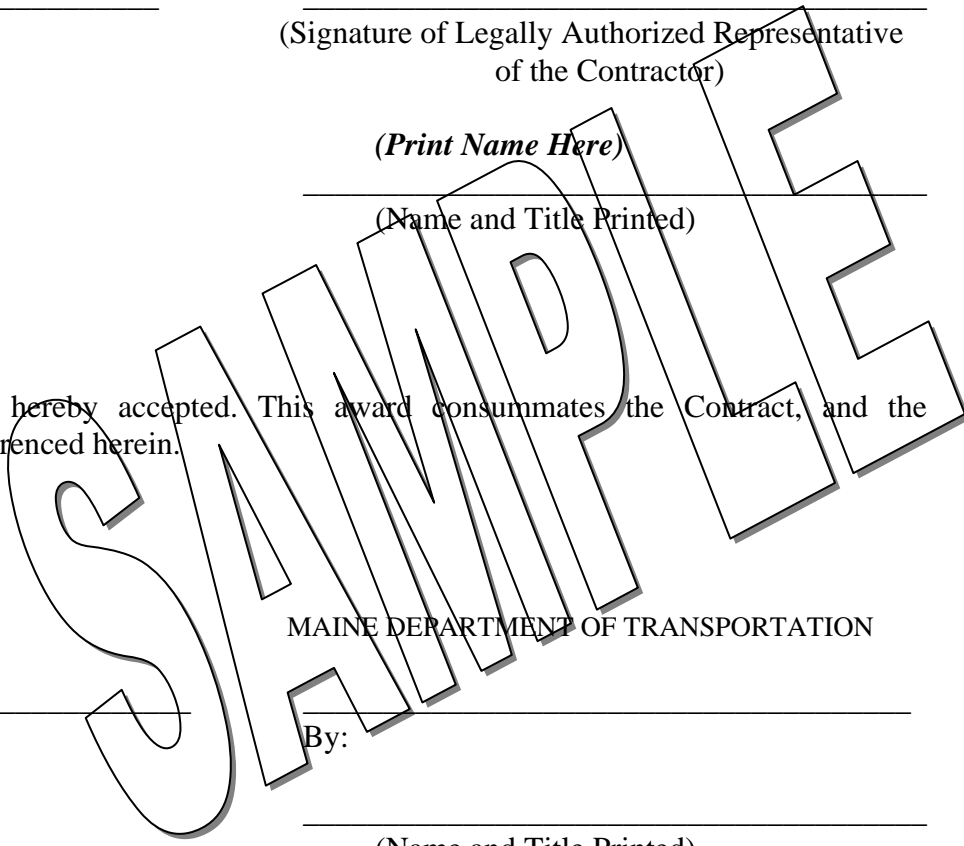 (Signature of Legally Authorized Representative
of the Contractor)
(Print Name Here)
(Name and Title Printed)
hereby accepted. This award consummates the Contract, and the
renced herein.
SAMPLE
MAINE DEPARTMENT OF TRANSPORTATION
By:
(Name and Title Printed)